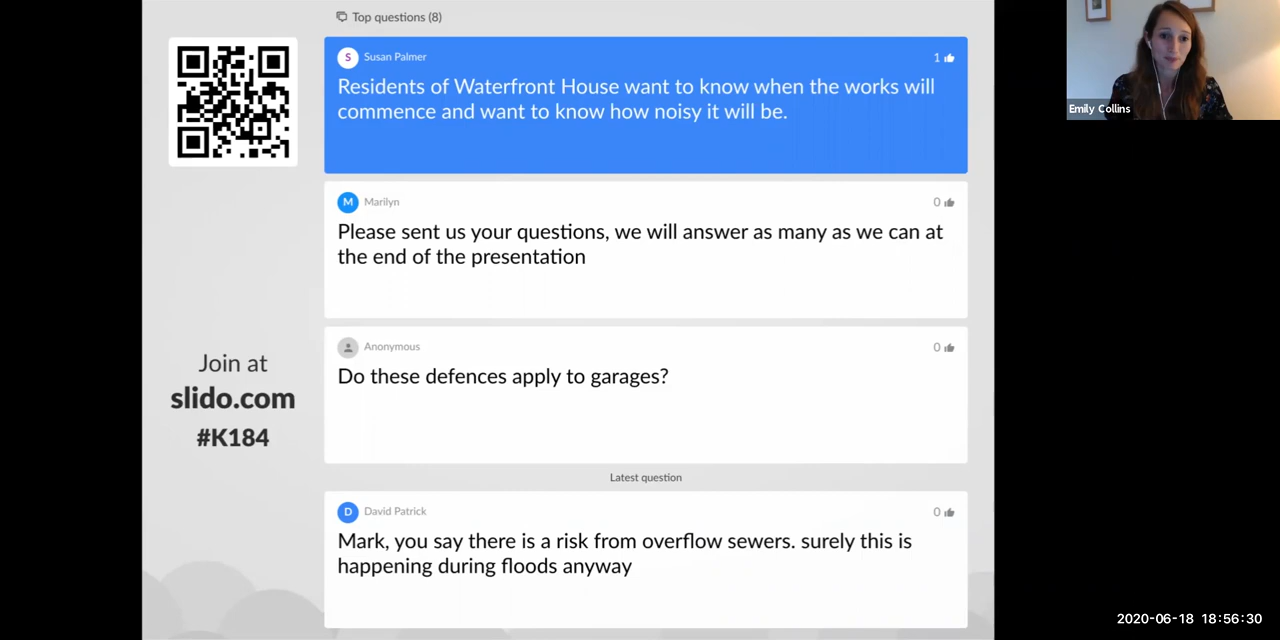 Top questions (8)
S Susan Palmer 1
Residents of Waterfront House want to know when the works will
commence and want to know how noisy it will be.
M Marilyn 0
Please sent us your questions, we will answer as many as we can at
the end of the presentation
Anonymous 0
Do these defences apply to garages?
Latest question
D David Patrick 0
Mark, you say there is a risk from overflow sewers. surely this is
happening during floods anyway
Join at
slido.com
#K184
Emily Collins
2020-06-18 18:56:30